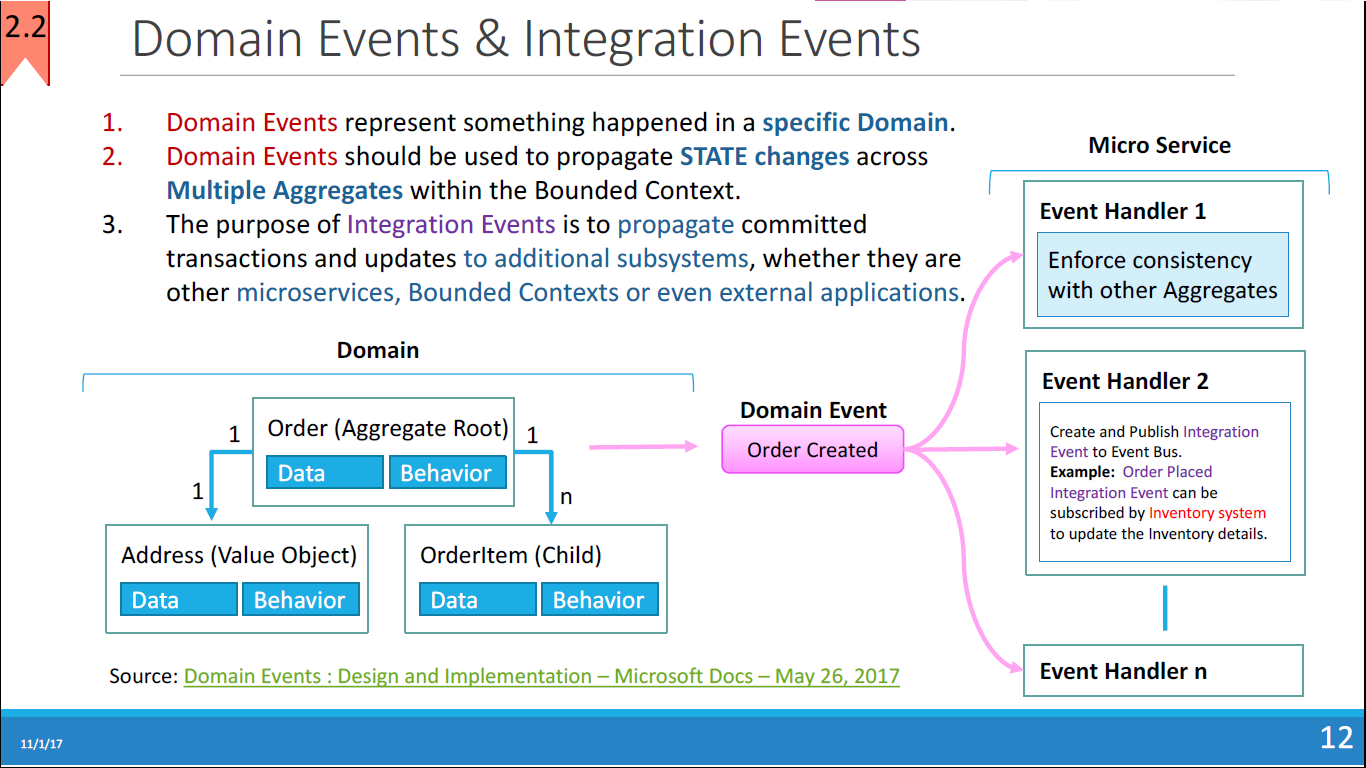 2.2
Domain Events & Integration Events
1. Domain Events represent something happened in a specific Domain.
2. Domain Events should be used to propagate STATE changes across
Multiple Aggregates within the Bounded Context.
3. The purpose of Integration Events is to propagate committed
transactions and updates to additional subsystems, whether they are
other microservices, Bounded Contexts or even external applications.
Domain
Order (Aggregate Root)
Data
Behavior
1
1
1
n
Address (Value Object)
Data
Behavior
OrderItem (Child)
Data
Behavior
Domain Event
Order Created
Micro Service
Event Handler 1
Enforce consistency
with other Aggregates
Event Handler 2
Create and Publish Integration
Event to Event Bus.
Example: Order Placed
Integration Event can be
subscribed by Inventory system
to update the Inventory details.
Event Handler n
Source: Domain Events : Design and Implementation – Microsoft Docs – May 26, 2017
11/1/17
12